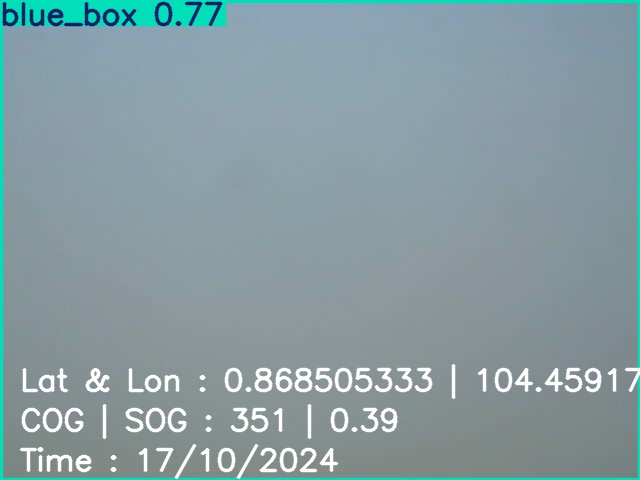 blue_box 0.77
Lat & Lon : 0.868505333 | 104.45917
COG | SOG : 351 | 0.39
Time : 17/10/2024